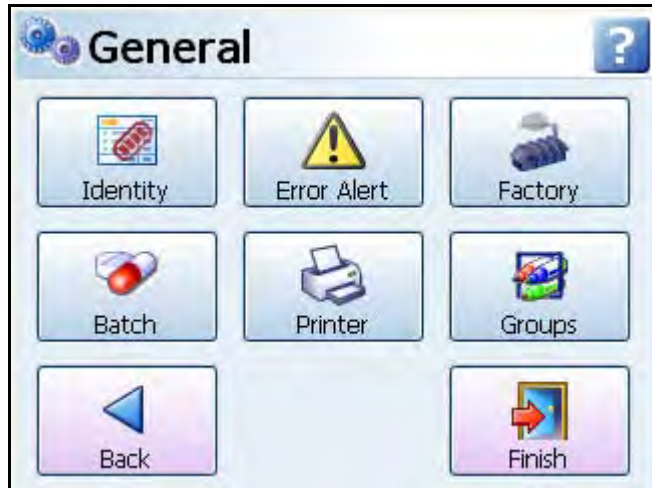 General
?
Identity
Error Alert
Factory
Batch
Printer
Groups
Back
Finish